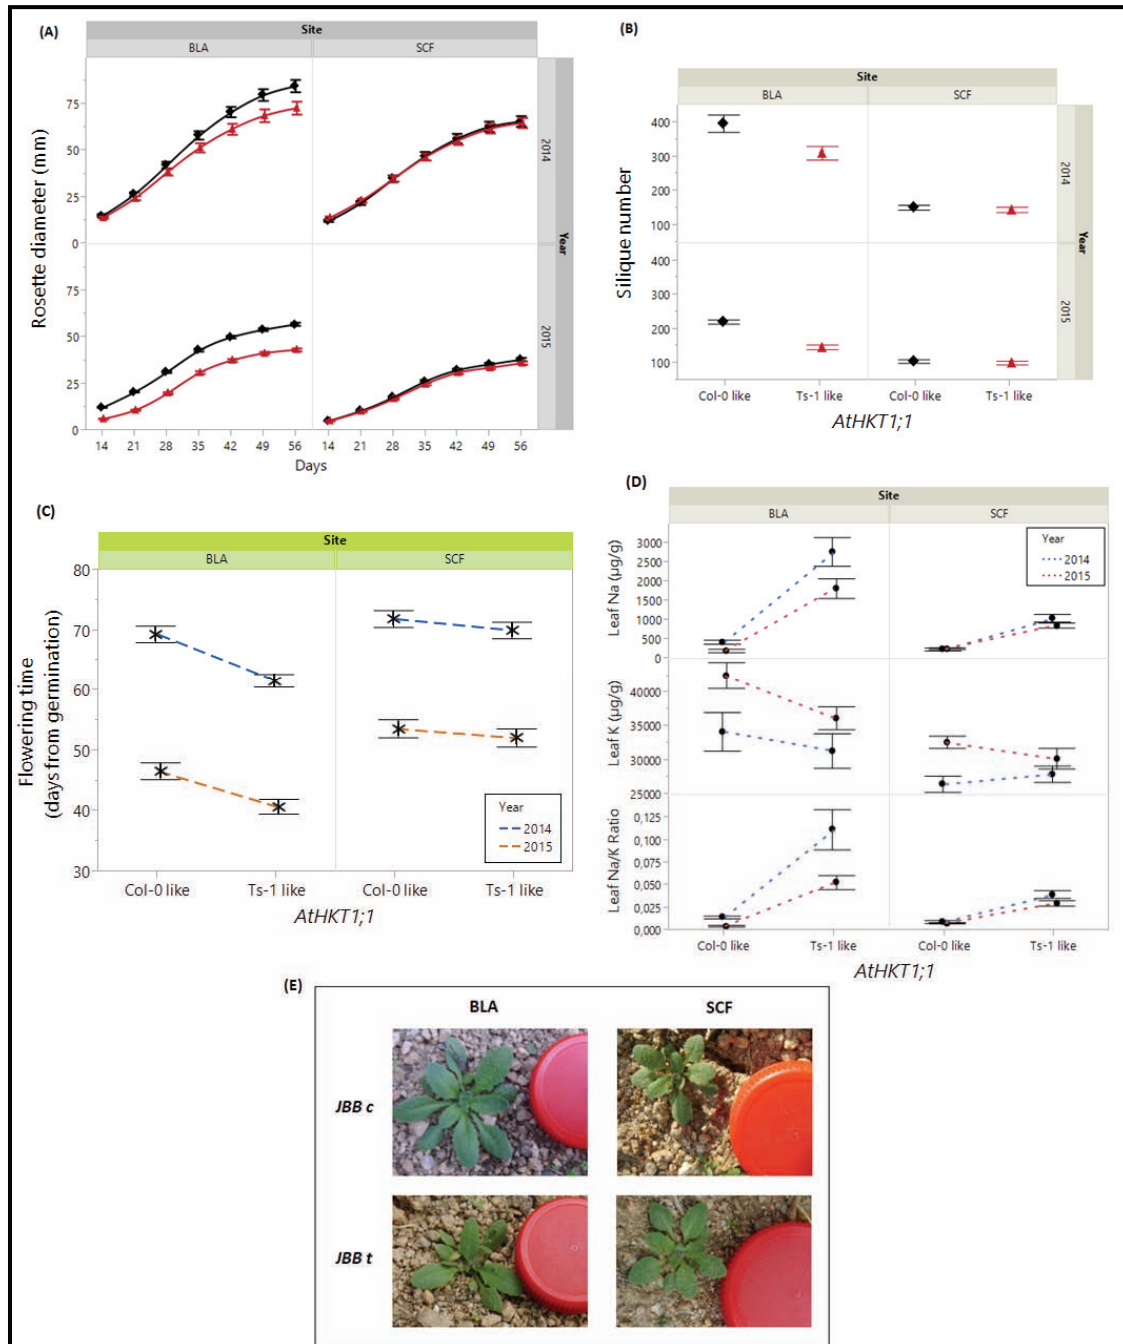 (A)
Site
BLA SCF
Rosette diameter (mm)
75
50
25
0
2014
75
50
25
0
2015
Year
14 21 28 35 42 49 56 14 21 28 35 42 49 56
Days
(B)
Site
BLA SCF
Silique number
400
300
200
100
2014
400
300
200
100
2015
Year
Col-0 like Ts-1 like Col-0 like Ts-1 like
AtHKT1;1
(C)
Site
BLA SCF
Flowering time
(days from germination)
80
70
60
50
40
30
Year
2014
2015
Col-0 like Ts-1 like Col-0 like Ts-1 like
AtHKT1;1
(D)
Site
BLA SCF
Year
2014
2015
Leaf Na (µg/g)
3000
2500
2000
1500
1000
500
0
Leaf K (µg/g)
40000
35000
30000
25000
Leaf Na/K Ratio
0,125
0,100
0,075
0,050
0,025
0,000
Col-0 like Ts-1 like Col-0 like Ts-1 like
AtHKT1;1
(E)
BLA SCF
JBB c
JBB t